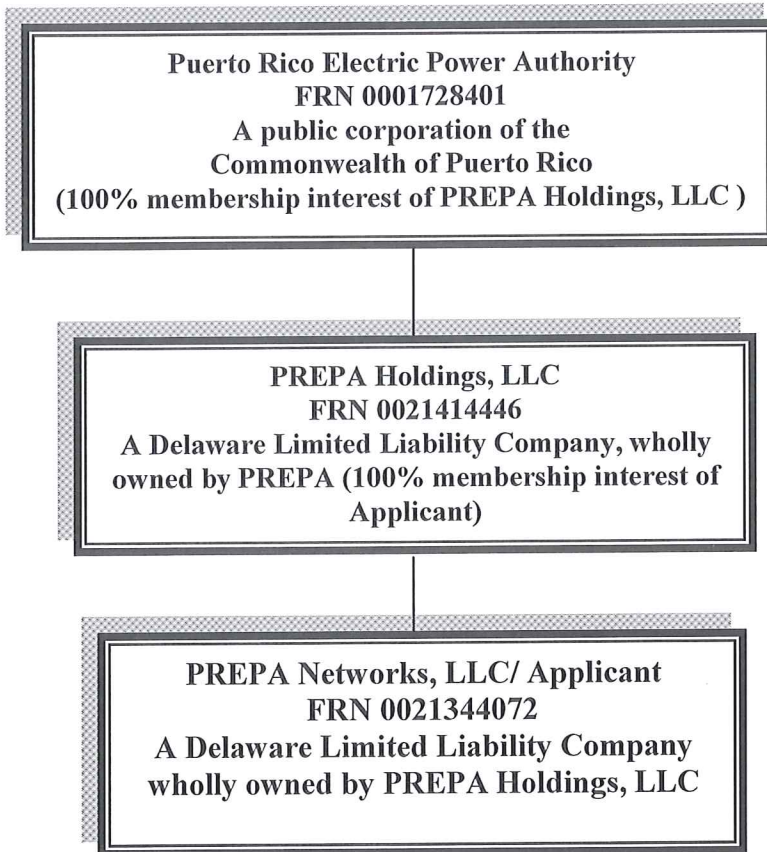 Puerto Rico Electric Power Authority
FRN 0001728401
A public corporation of the
Commonwealth of Puerto Rico
(100% membership interest of PREPA Holdings, LLC )
PREPA Holdings, LLC
FRN 0021414446
A Delaware Limited Liability Company, wholly
owned by PREPA (100% membership interest of
Applicant)
PREPA Networks, LLC/ Applicant
FRN 0021344072
A Delaware Limited Liability Company
wholly owned by PREPA Holdings, LLC